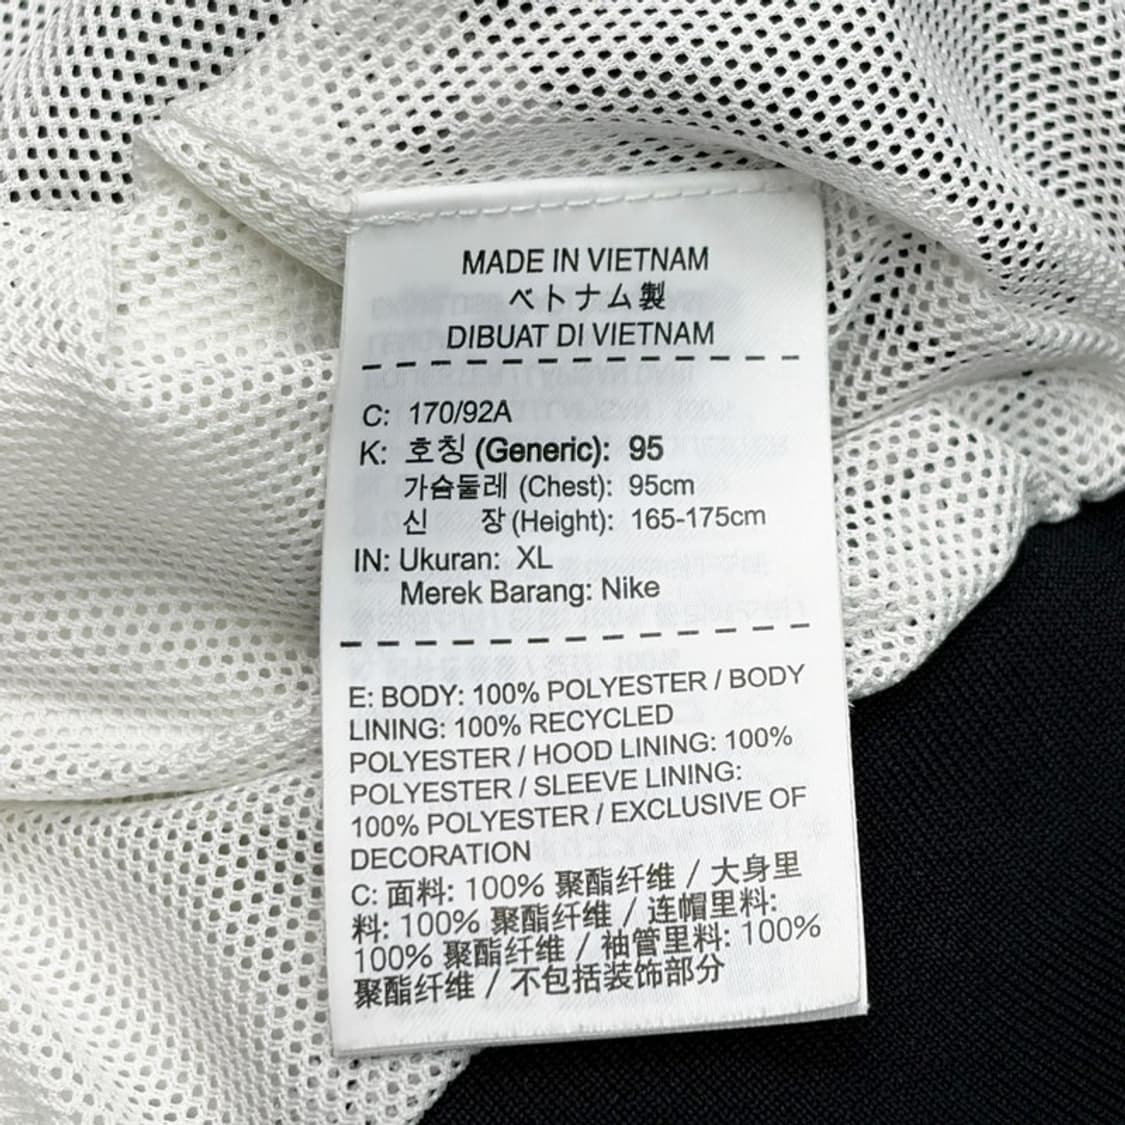 MADE IN VIETNAM
ベトナム製
DIBUAT DI VIETNAM
C: 170/92A
K: 호칭 (Generic): 95
가슴둘레 (Chest): 95cm
신 장 (Height): 165-175cm
IN: Ukuran: XL
Merek Barang: Nike
E: BODY: 100% POLYESTER / BODY
LINING: 100% RECYCLED
POLYESTER / HOOD LINING: 100%
POLYESTER / SLEEVE LINING:
100% POLYESTER / EXCLUSIVE OF
DECORATION
C: 面料: 100% 聚酯纤维 / 大身里
料: 100% 聚酯纤维 / 连帽里料:
100% 聚酯纤维 / 袖管里料: 100%
聚酯纤维 / 不包括装饰部分